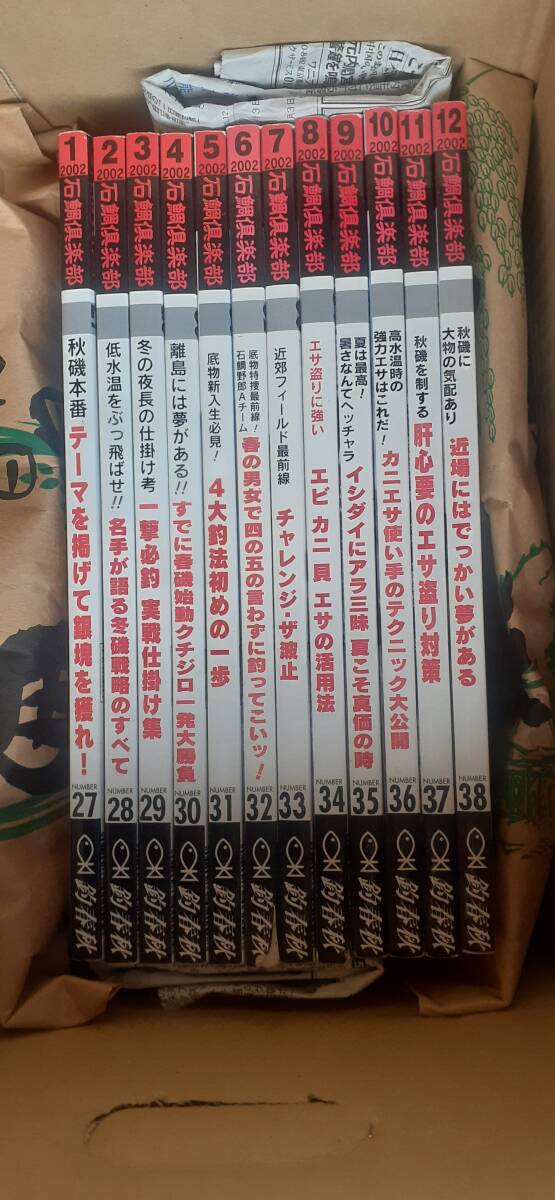 1
2002
石鯛倶楽部
秋磯本番
テーマを掲げて銀塊を獲れ！
NUMBER
27
釣春秋
2
2002
石鯛倶楽部
低水温をぶっ飛ばせ!!
名手が語る冬磯戦略のすべて
NUMBER
28
釣春秋
3
2002
石鯛倶楽部
冬の夜長の仕掛け考
一撃必釣 実戦仕掛け集
NUMBER
29
釣春秋
4
2002
石鯛倶楽部
離島には夢がある!!
すでに春磯始動クチジロ一発大勝負
NUMBER
30
釣春秋
5
2002
石鯛倶楽部
底物新入生必見！
4大釣法初めの一歩
NUMBER
31
釣春秋
6
2002
石鯛倶楽部
底物特捜最前線！
石鯛野郎Aチーム
春の男女で四の五の言わずに釣ってこいッ！
NUMBER
32
釣春秋
7
2002
石鯛倶楽部
近郊フィールド最前線
チャレンジ・ザ・波止
NUMBER
33
釣春秋
8
2002
石鯛倶楽部
エサ盗りに強い
エビ カニ 貝 エサの活用法
NUMBER
34
釣春秋
9
2002
石鯛倶楽部
夏は最高！
暑さなんてヘッチャラ
イシダイにアラ三昧 夏こそ真価の時
NUMBER
35
釣春秋
10
2002
石鯛倶楽部
高水温時の
強力エサはこれだ！
カニエサ使い手のテクニック大公開
NUMBER
36
釣春秋
11
2002
石鯛倶楽部
秋磯を制する
肝心要のエサ盗り対策
NUMBER
37
釣春秋
12
2002
石鯛倶楽部
秋磯に
大物の気配あり
近場にはでっかい夢がある
NUMBER
38
釣春秋